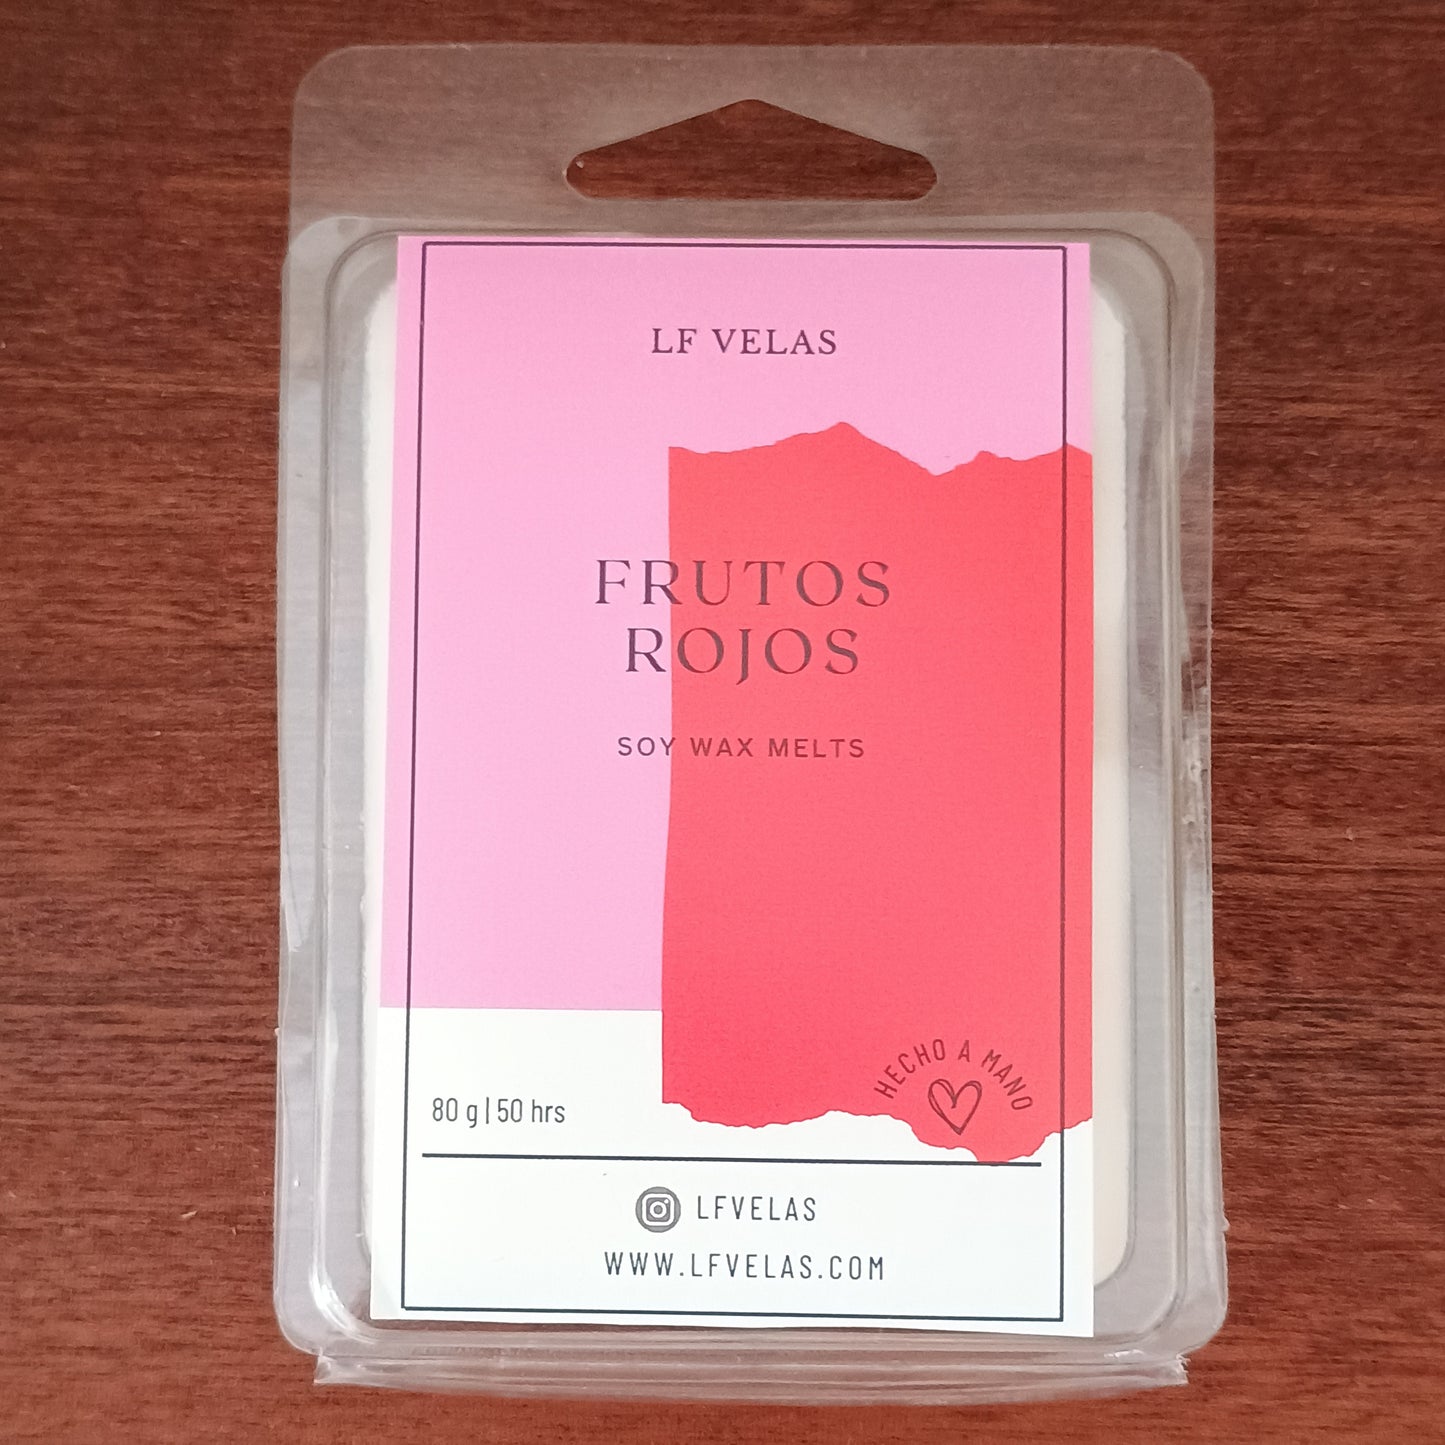 LF VELAS
FRUTOS
ROJOS
SOY WAX MELTS
HECHO A MANO
80 g | 50 hrs
LFVELAS
WWW.LFVELAS.COM